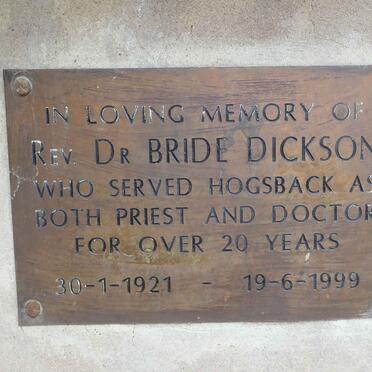 IN LOVING MEMORY OF
REV. DR BRIDE DICKSON
WHO SERVED HOGSBACK AS
BOTH PRIEST AND DOCTOR
FOR OVER 20 YEARS
30-1-1921 - 19-6-1999